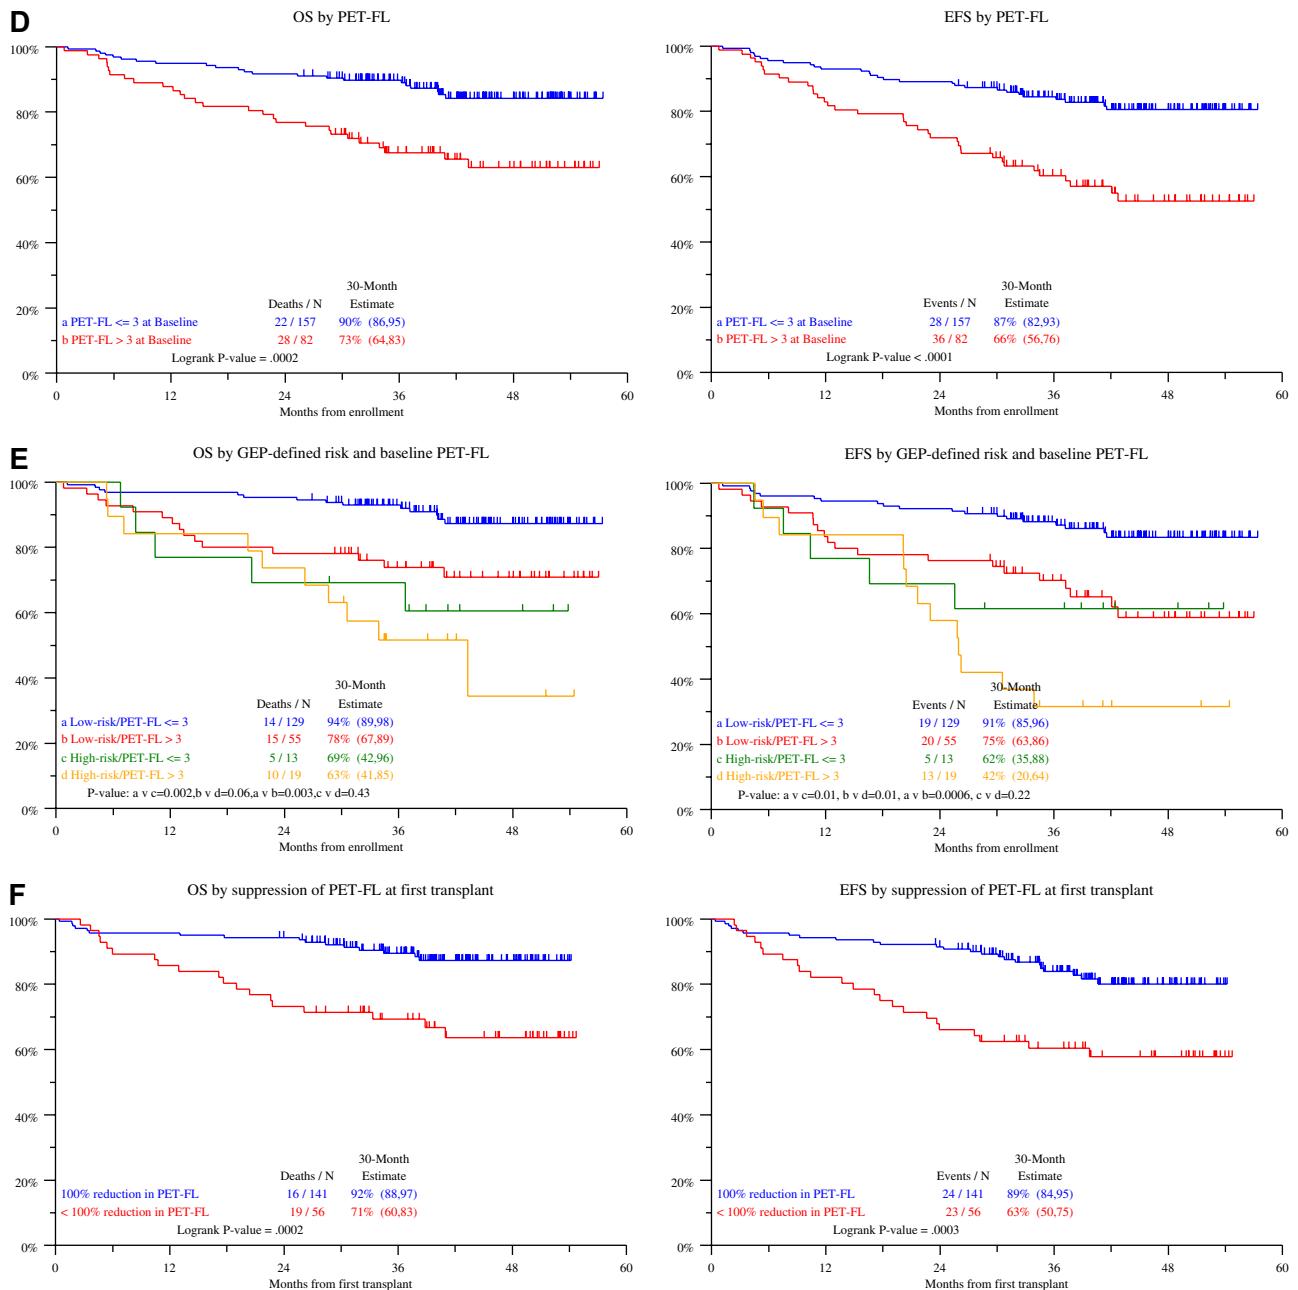 D
OS by PET-FL
100%
80%
60%
40%
20%
0%
30-Month
Deaths / N Estimate
a PET-FL <= 3 at Baseline 22 / 157 90% (86,95)
b PET-FL > 3 at Baseline 28 / 82 73% (64,83)
Logrank P-value = .0002
0 12 24 36 48 60
Months from enrollment
EFS by PET-FL
100%
80%
60%
40%
20%
0%
30-Month
Events / N Estimate
a PET-FL <= 3 at Baseline 28 / 157 87% (82,93)
b PET-FL > 3 at Baseline 36 / 82 66% (56,76)
Logrank P-value < .0001
0 12 24 36 48 60
Months from enrollment
E
OS by GEP-defined risk and baseline PET-FL
100%
80%
60%
40%
20%
0%
30-Month
Deaths / N Estimate
a Low-risk/PET-FL <= 3 14 / 129 94% (89,98)
b Low-risk/PET-FL > 3 15 / 55 78% (67,89)
c High-risk/PET-FL <= 3 5 / 13 69% (42,96)
d High-risk/PET-FL > 3 10 / 19 63% (41,85)
P-value: a v c=0.002,b v d=0.06,a v b=0.003,c v d=0.43
0 12 24 36 48 60
Months from enrollment
EFS by GEP-defined risk and baseline PET-FL
100%
80%
60%
40%
20%
0%
30-Month
Events / N Estimate
a Low-risk/PET-FL <= 3 19 / 129 91% (85,96)
b Low-risk/PET-FL > 3 20 / 55 75% (63,86)
c High-risk/PET-FL <= 3 5 / 13 62% (35,88)
d High-risk/PET-FL > 3 13 / 19 42% (20,64)
P-value: a v c=0.01, b v d=0.01, a v b=0.0006, c v d=0.22
0 12 24 36 48 60
Months from enrollment
F
OS by suppression of PET-FL at first transplant
100%
80%
60%
40%
20%
0%
30-Month
Deaths / N Estimate
100% reduction in PET-FL 16 / 141 92% (88,97)
< 100% reduction in PET-FL 19 / 56 71% (60,83)
Logrank P-value = .0002
0 12 24 36 48 60
Months from first transplant
EFS by suppression of PET-FL at first transplant
100%
80%
60%
40%
20%
0%
30-Month
Events / N Estimate
100% reduction in PET-FL 24 / 141 89% (84,95)
< 100% reduction in PET-FL 23 / 56 63% (50,75)
Logrank P-value = .0003
0 12 24 36 48 60
Months from first transplant